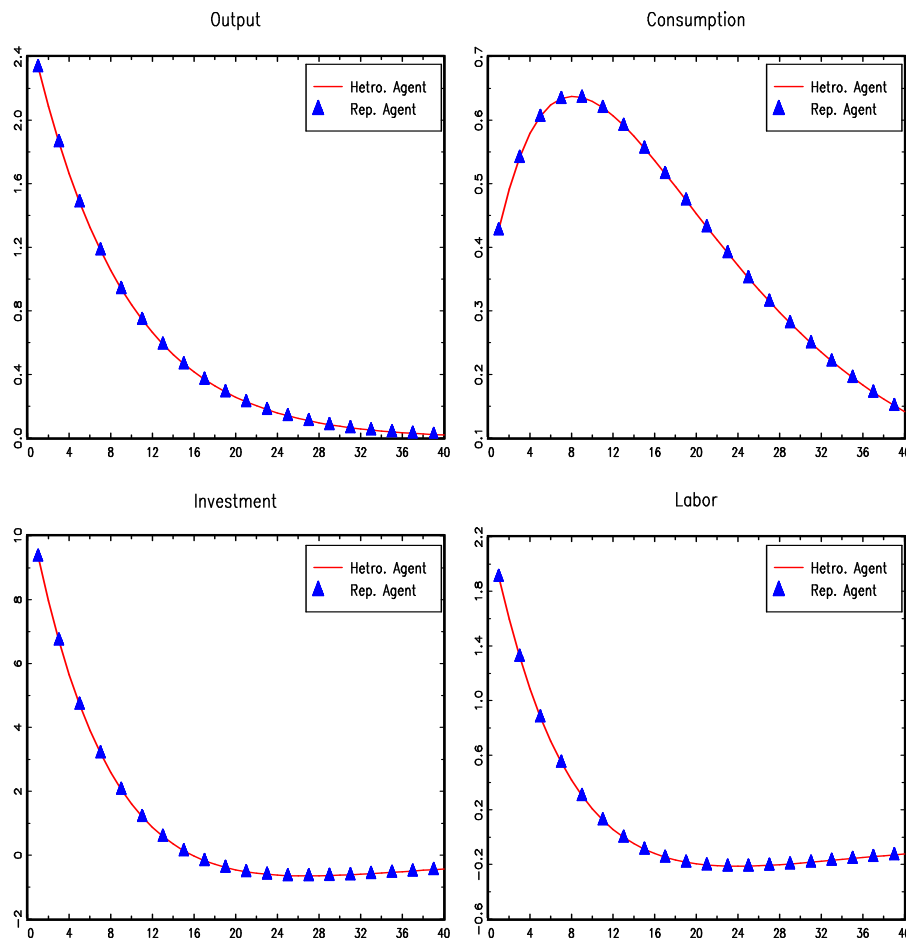 Output
2.4
2.0
1.6
1.2
0.8
0.4
0.0
0 4 8 12 16 20 24 28 32 36 40
Hetro. Agent
Rep. Agent
Consumption
0.7
0.6
0.5
0.4
0.3
0.2
0.1
0 4 8 12 16 20 24 28 32 36 40
Hetro. Agent
Rep. Agent
Investment
10
8
6
4
2
0
-2
0 4 8 12 16 20 24 28 32 36 40
Hetro. Agent
Rep. Agent
Labor
2.2
1.8
1.4
1.0
0.6
0.2
-0.2
-0.6
0 4 8 12 16 20 24 28 32 36 40
Hetro. Agent
Rep. Agent